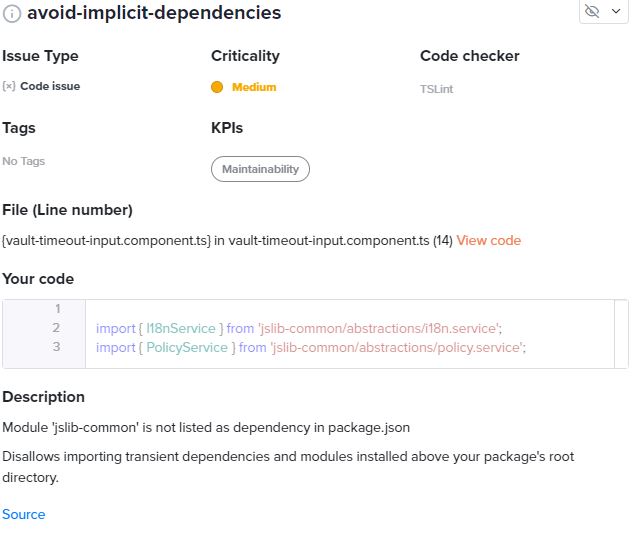 avoid-implicit-dependencies
Issue Type
Criticality
Code checker
{×} Code issue
Medium
TSLint
Tags
KPIs
No Tags
Maintainability
File (Line number)
{vault-timeout-input.component.ts} in vault-timeout-input.component.ts (14) View code
Your code
1
2 import { I18nService } from 'jslib-common/abstractions/i18n.service';
3 import { PolicyService } from 'jslib-common/abstractions/policy.service';
Description
Module 'jslib-common' is not listed as dependency in package.json
Disallows importing transient dependencies and modules installed above your package's root
directory.
Source